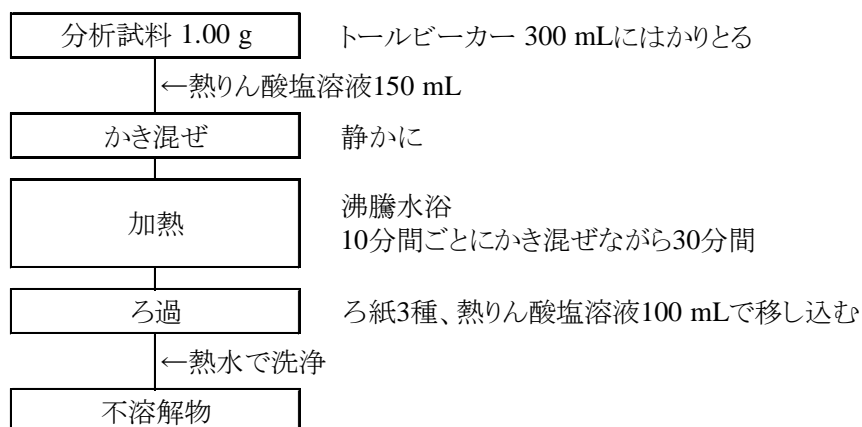 分析試料 1.00 g トールビーカー 300 mLにはかりとる
←熱りん酸塩溶液150 mL
かき混ぜ 静かに
沸騰水浴
加熱
10分間ごとにかき混ぜながら30分間
ろ過 ろ紙3種、熱りん酸塩溶液100 mLで移し込む
←熱水で洗浄
不溶解物